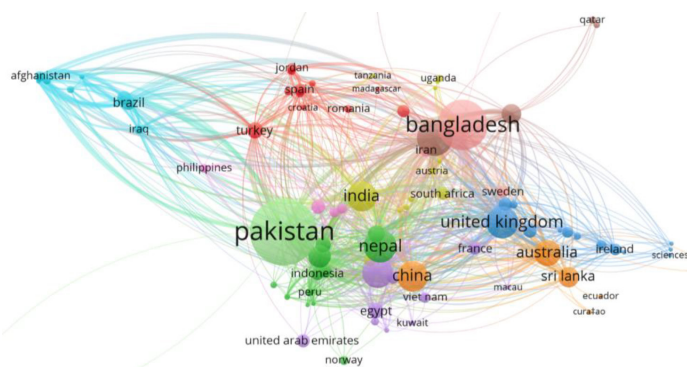 qatar
jordan
afghanistan
tanzania
uganda
spain
madagascar
brazil
croatia
romania
bangladesh
iraq
turkey
iran
philippines
austria
india
south africa
sweden
united kingdom
pakistan
nepal
france
australia
ireland
sciences
indonesia
china
sri lanka
macau
peru
viet nam
ecuador
egypt
cura4ao
kuwait
united arab emirates
norway